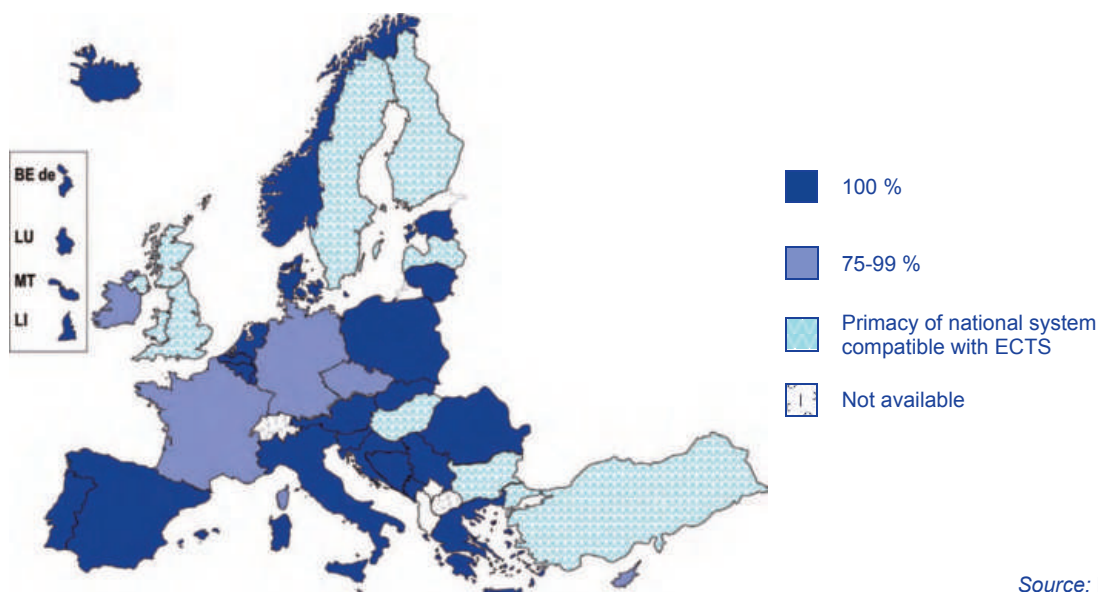 BE de
LU
MT
LI
100 %
75-99 %
Primacy of national system
compatible with ECTS
Not available
Source: